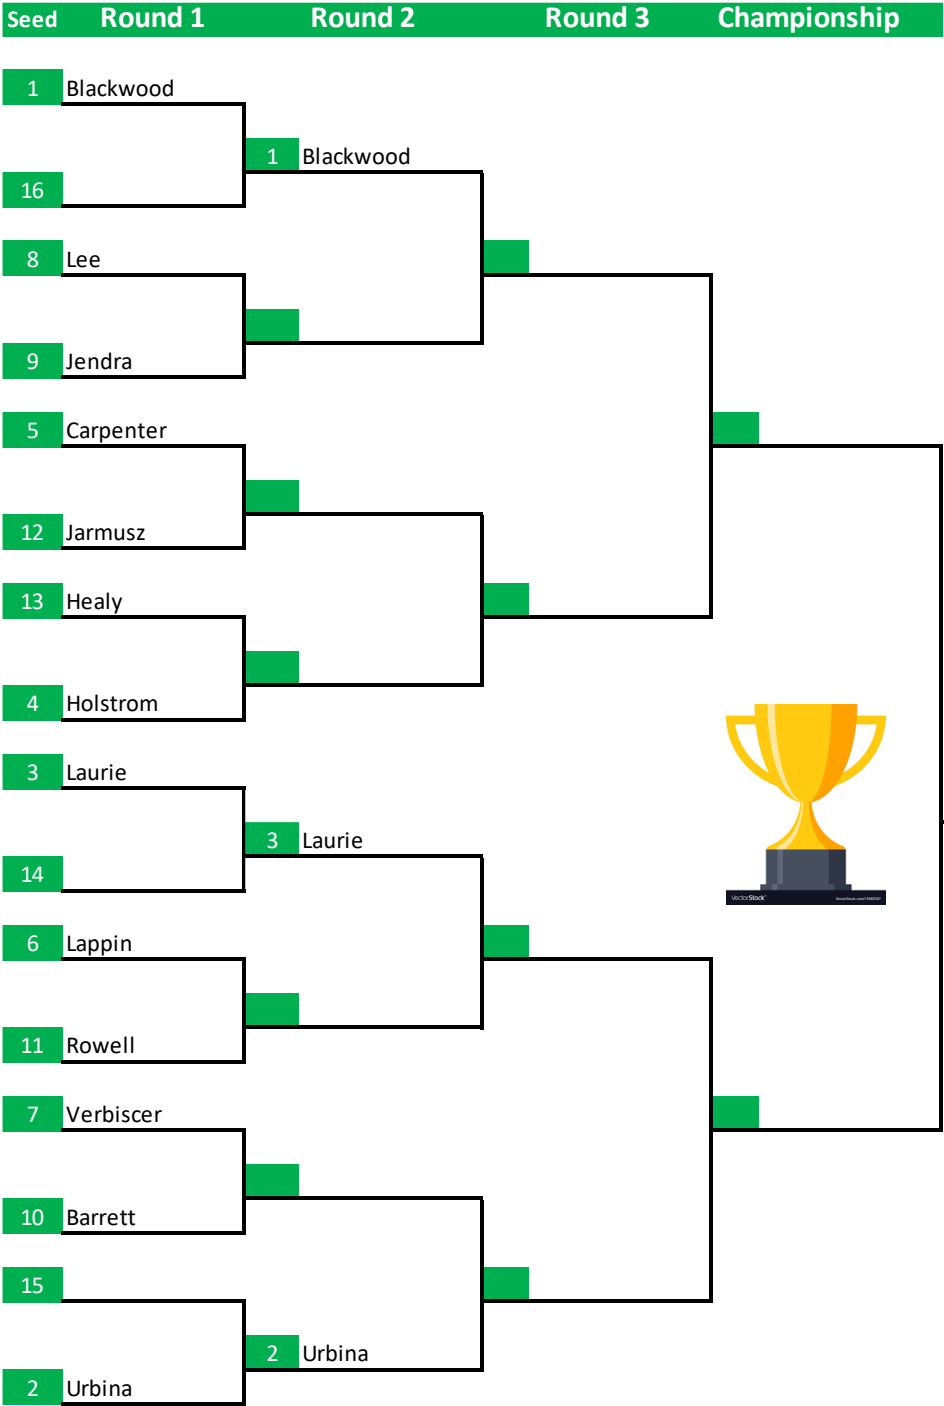 Seed Round 1 Round 2 Round 3 Championship
1 Blackwood
1 Blackwood
16
8 Lee
9 Jendra
5 Carpenter
12 Jarmusz
13 Healy
4 Holstrom
3 Laurie
3 Laurie
14
VectorStock®
6 Lappin
11 Rowell
7 Verbiscer
10 Barrett
15
2 Urbina
2 Urbina